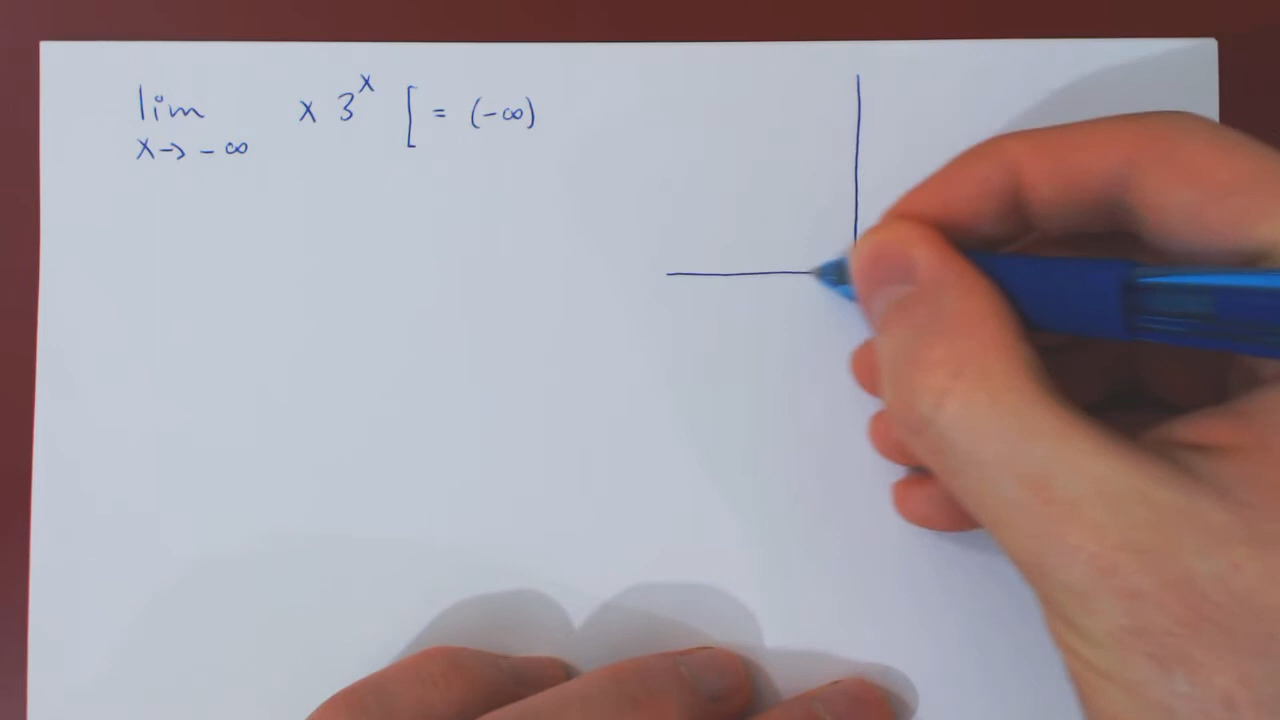 lim x 3^x [ = (-∞)
x→ -∞